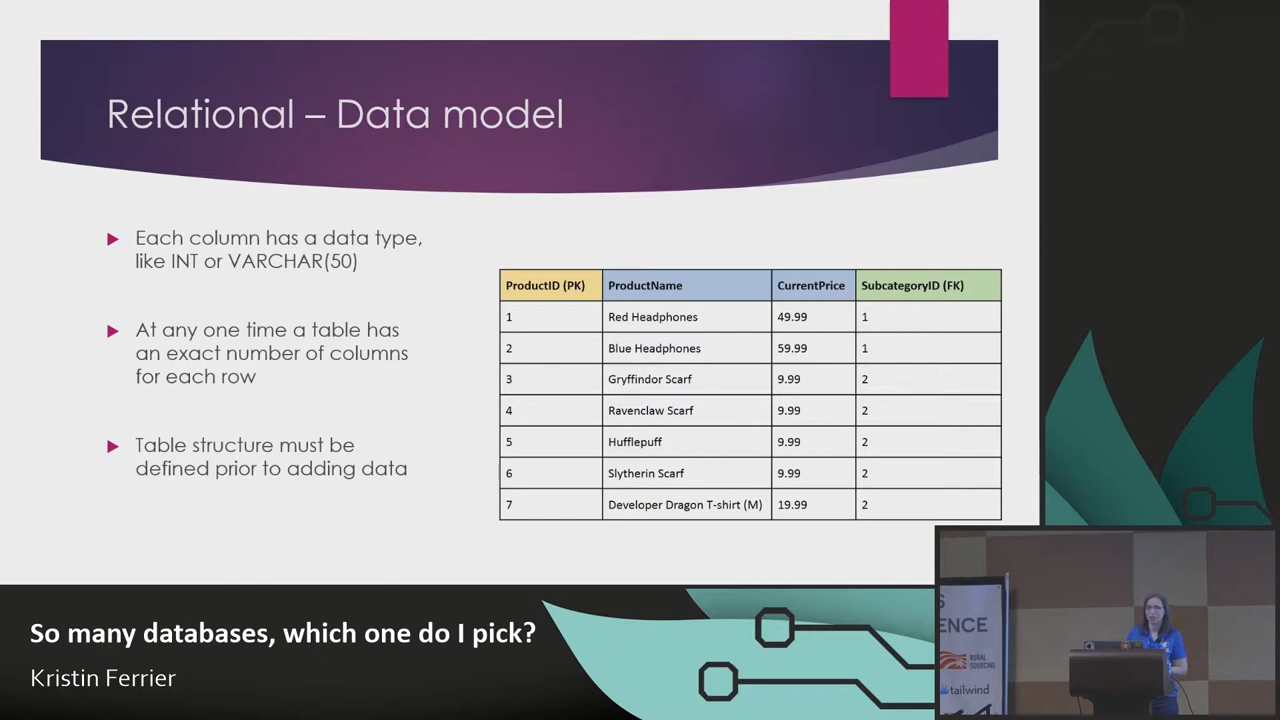 Relational – Data model
Each column has a data type,
like INT or VARCHAR(50)
At any one time a table has
an exact number of columns
for each row
Table structure must be
defined prior to adding data
ProductID (PK) ProductName CurrentPrice SubcategoryID (FK)
1 Red Headphones 49.99 1
2 Blue Headphones 59.99 1
3 Gryffindor Scarf 9.99 2
4 Ravenclaw Scarf 9.99 2
5 Hufflepuff 9.99 2
6 Slytherin Scarf 9.99 2
7 Developer Dragon T-shirt (M) 19.99 2
So many databases, which one do I pick?
Kristin Ferrier
S
ENCE
RURAL
SOURCING
tailwind